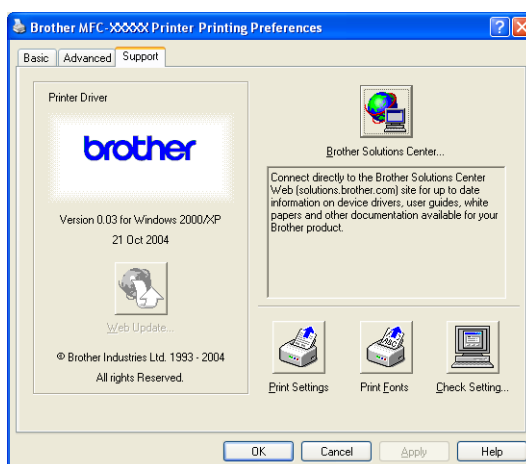 Brother MFC-XXXXX Printer Printing Preferences
Basic
Advanced
Support
Printer Driver
brother
Version 0.03 for Windows 2000/XP
21 Oct 2004
Web Update...
© Brother Industries Ltd. 1993 - 2004
All rights Reserved.
Brother Solutions Center...
Connect directly to the Brother Solutions Center
Web (solutions.brother.com) site for up to date
information on device drivers, user guides, white
papers and other documentation available for your
Brother product.
Print Settings
Print Fonts
Check Setting...
OK
Cancel
Apply
Help